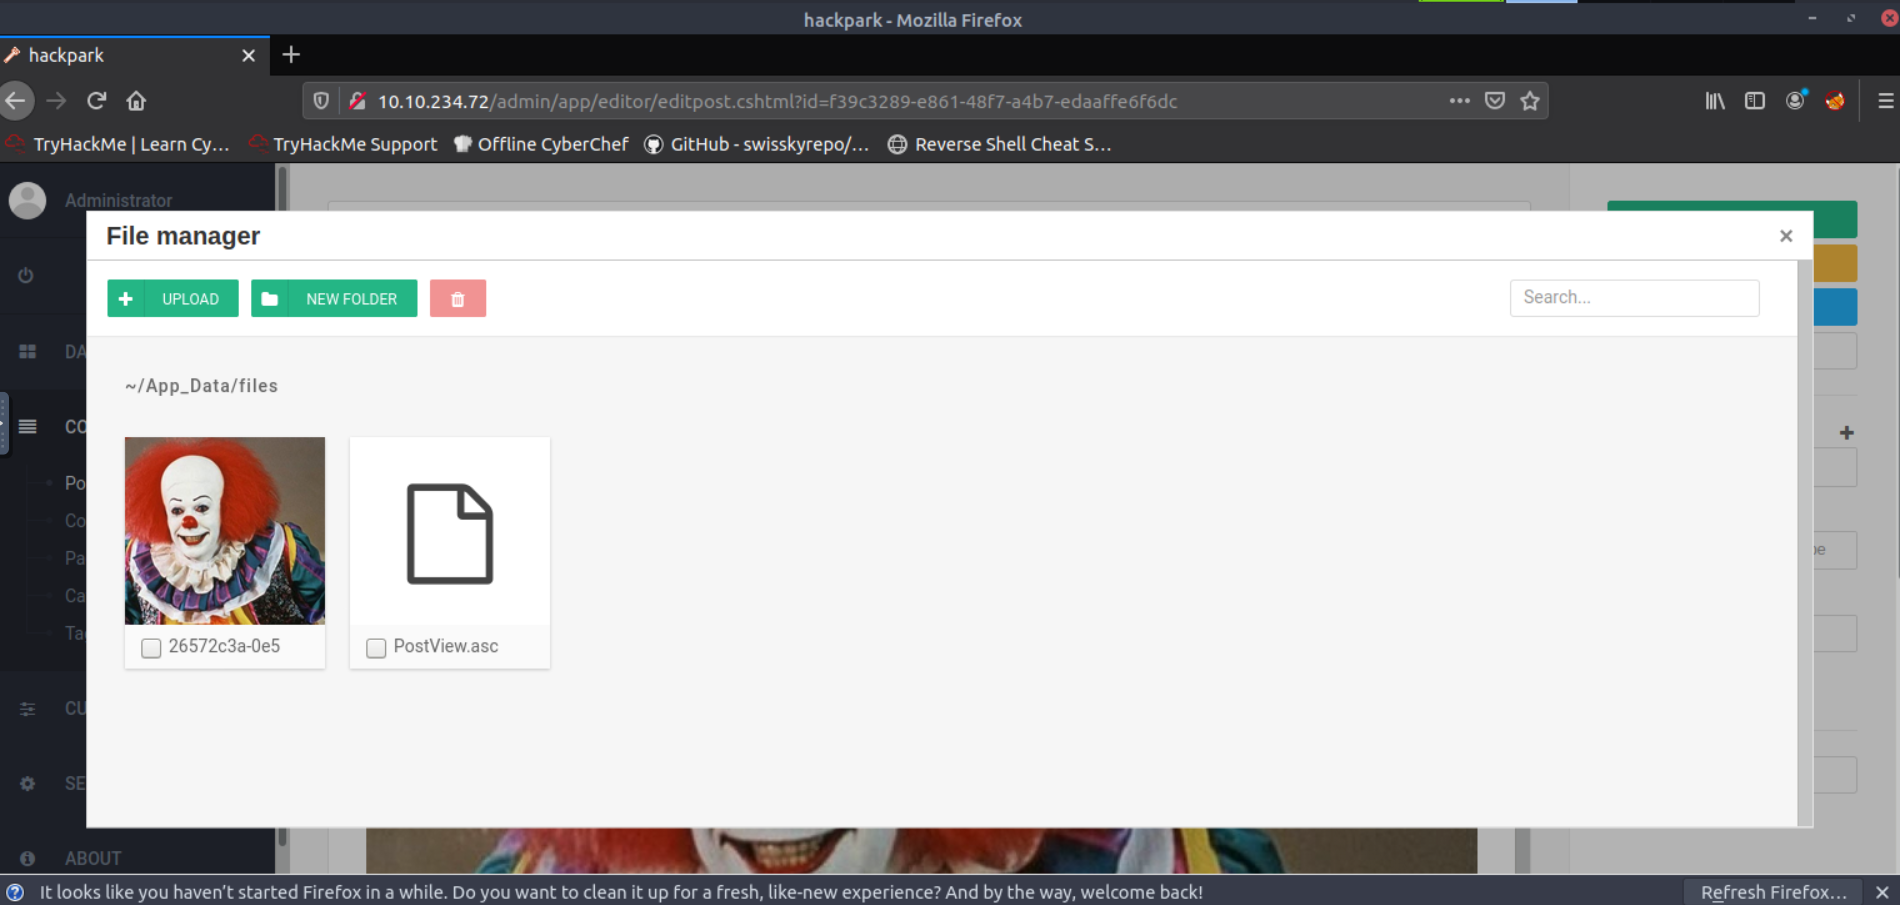 hackpark - Mozilla Firefox
hackpark
10.10.234.72/admin/app/editor/editpost.cshtml?id=f39c3289-e861-48f7-a4b7-edaaffe6f6dc
TryHackMe | Learn Cy… TryHackMe Support Offline CyberChef GitHub - swisskyrepo/… Reverse Shell Cheat S…
Administrator
File manager
UPLOAD NEW FOLDER
Search...
DA
~/App_Data/files
CO
Po
Co
Pa
Ca
Ta
26572c3a-0e5 PostView.asc
CU
SE
ABOUT
It looks like you haven’t started Firefox in a while. Do you want to clean it up for a fresh, like-new experience? And by the way, welcome back!
Refresh Firefox…